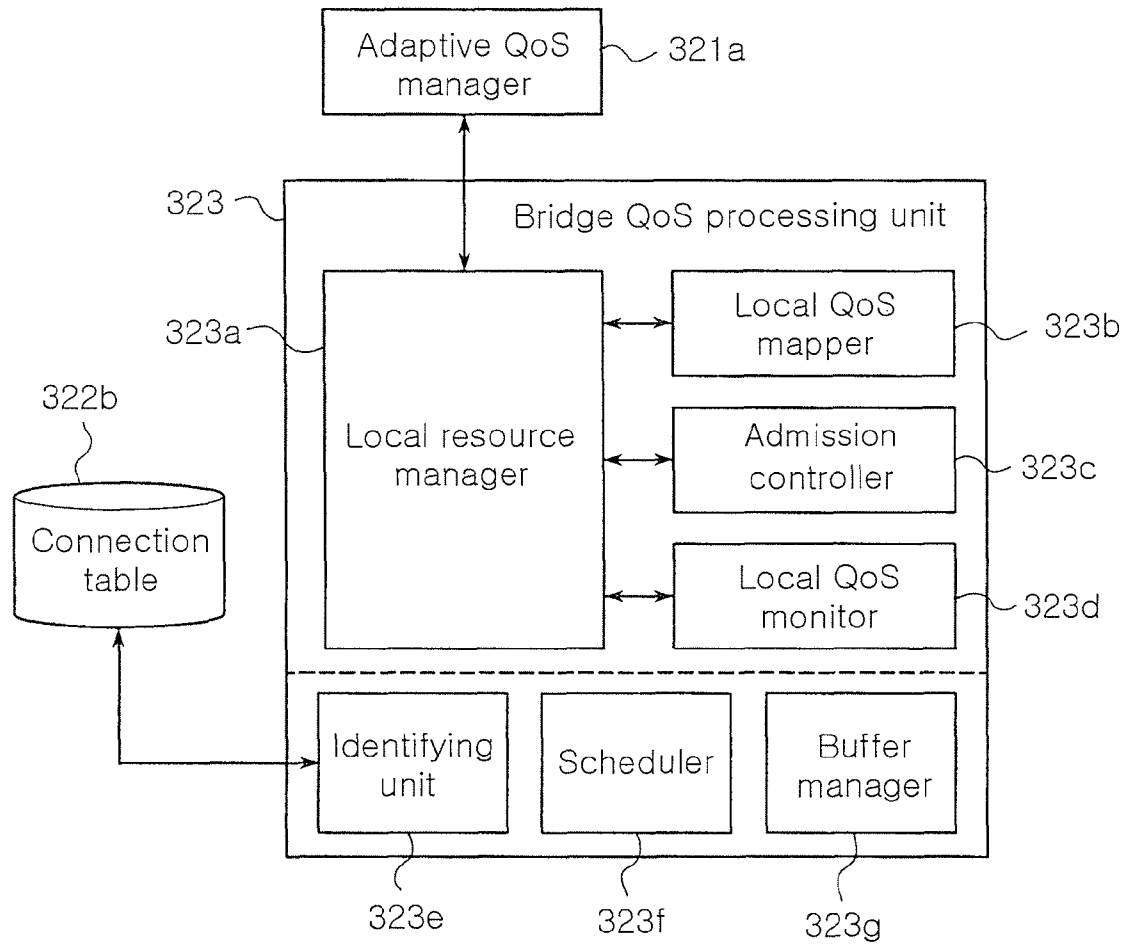 Adaptive QoS
manager
321a
323
Bridge QoS processing unit
323a
Local resource
manager
Local QoS
mapper
323b
Admission
controller
323c
Local QoS
monitor
323d
322b
Connection
table
Identifying
unit
Scheduler
Buffer
manager
323e
323f
323g